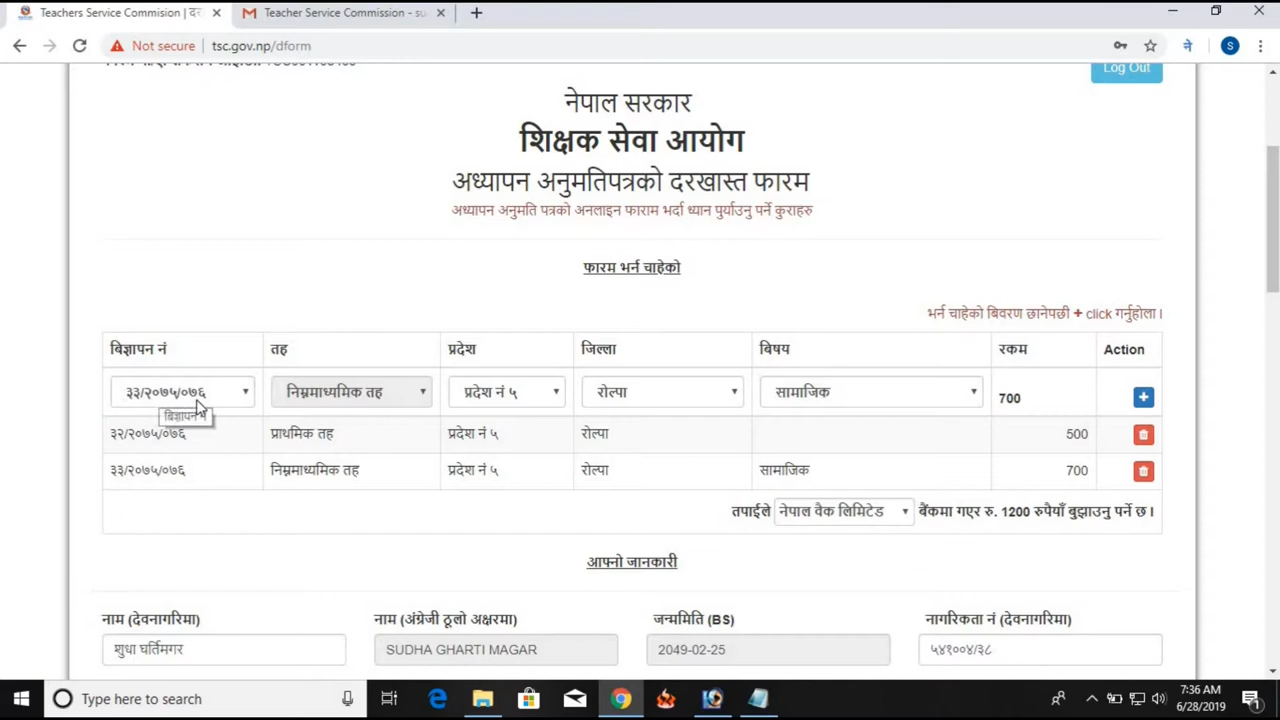 Teachers Service Commision | दर
Teacher Service Commission - su
Not secure | tsc.gov.np/dform
Log Out
नेपाल सरकार
शिक्षक सेवा आयोग
अध्यापन अनुमतिपत्रको दरखास्त फारम
अध्यापन अनुमति पत्रको अनलाइन फाराम भर्दा ध्यान पुर्याउनु पर्ने कुराहरु
फारम भर्न चाहेको
भर्न चाहेको बिवरण छानेपछी + click गर्नुहोला ।
बिज्ञापन नं तह प्रदेश जिल्ला बिषय रकम Action
३३/२०७५/०७६ निम्नमाध्यमिक तह प्रदेश नं ५ रोल्पा सामाजिक 700
बिज्ञापन नं
३२/२०७५/०७६ प्राथमिक तह प्रदेश नं ५ रोल्पा 500
३३/२०७५/०७६ निम्नमाध्यमिक तह प्रदेश नं ५ रोल्पा सामाजिक 700
तपाईले नेपाल वैक लिमिटेड बैंकमा गएर रु. 1200 रुपैयाँ बुझाउनु पर्ने छ ।
आफ्नो जानकारी
नाम (देवनागरिमा) नाम (अंग्रेजी ठूलो अक्षरमा) जन्ममिति (BS) नागरिकता नं (देवनागरिमा)
शुधा घर्तिमगर SUDHA GHARTI MAGAR 2049-02-25 ५४१००४/३८
Type here to search
7:36 AM
6/28/2019